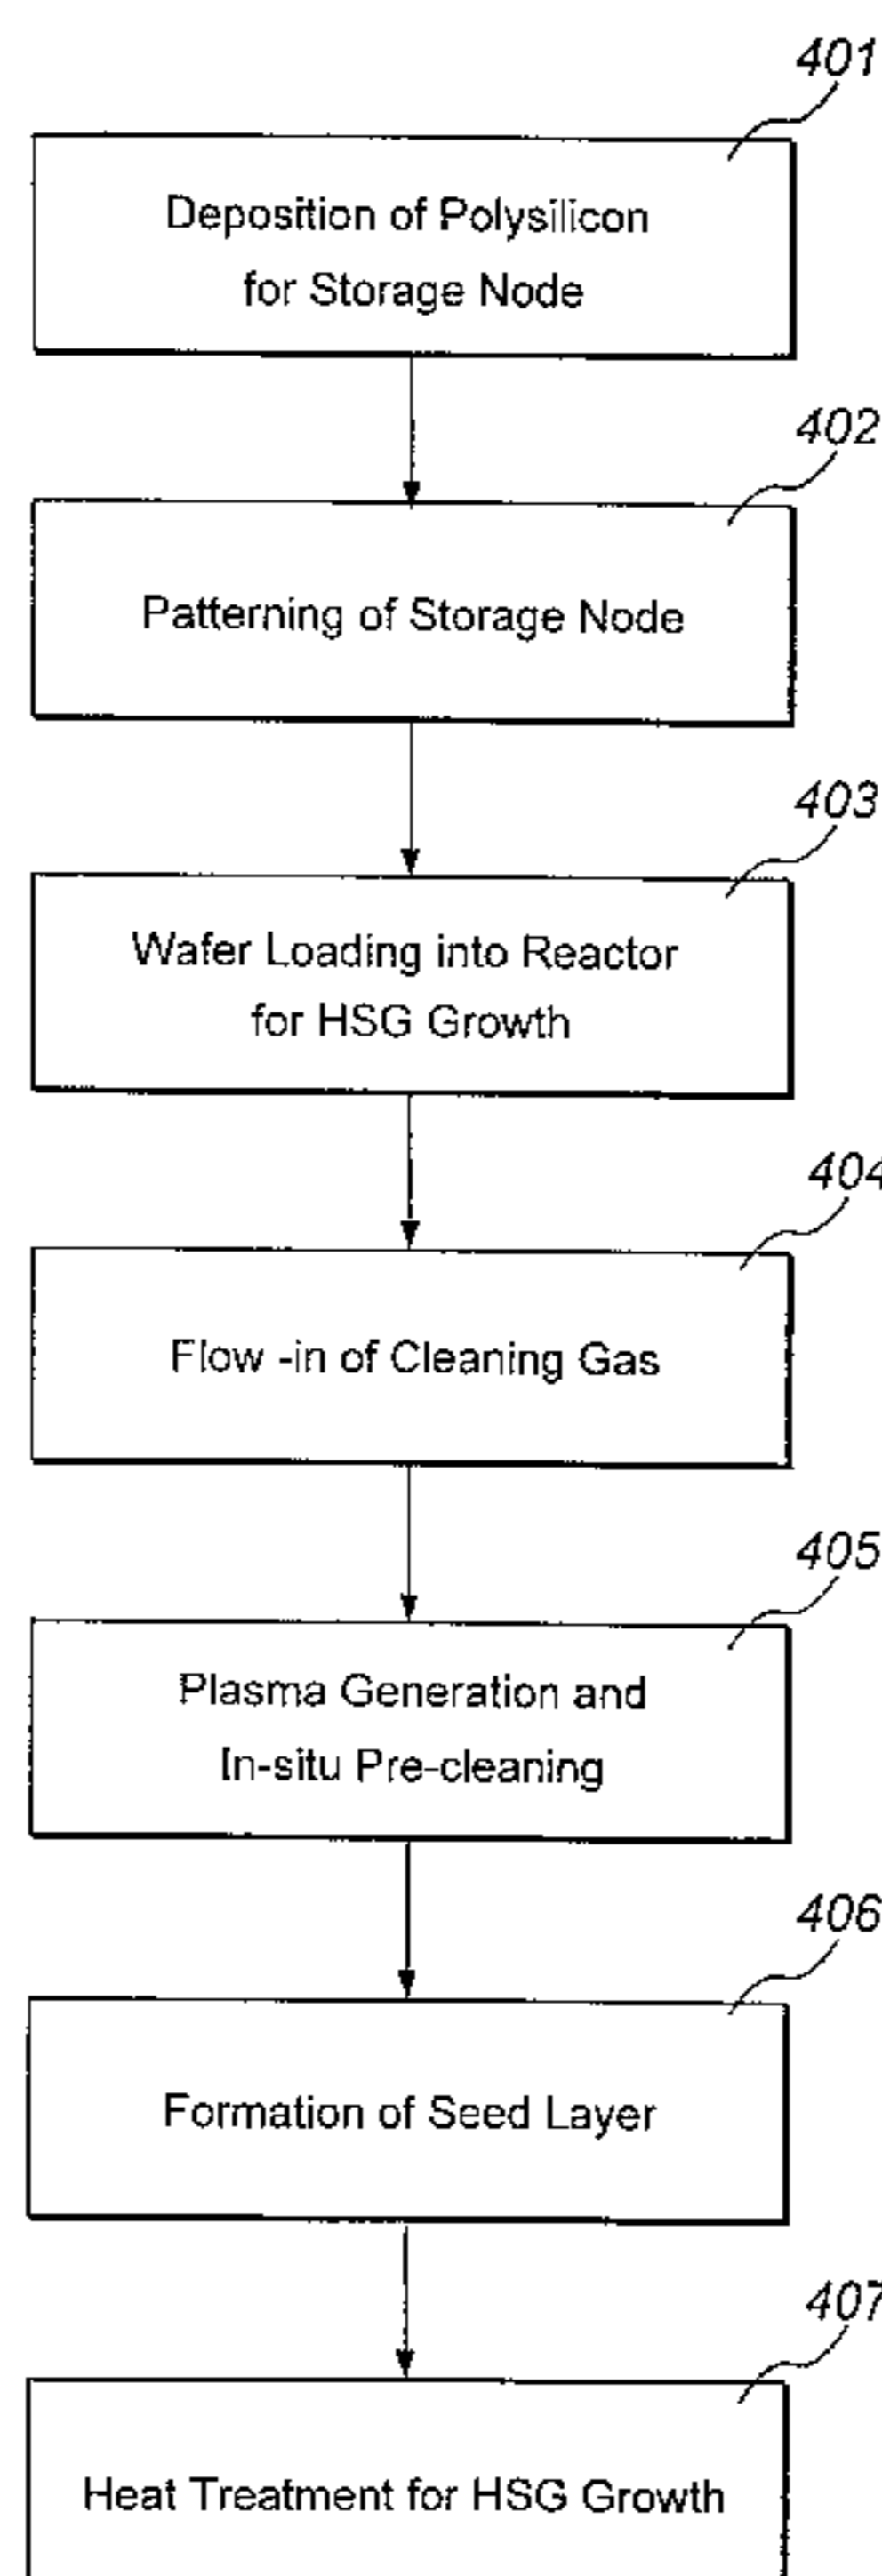 401
Deposition of Polysilicon
for Storage Node
402
Patterning of Storage Node
403
Wafer Loading into Reactor
for HSG Growth
404
Flow -in of Cleaning Gas
405
Plasma Generation and
In-situ Pre-cleaning
406
Formation of Seed Layer
407
Heat Treatment for HSG Growth